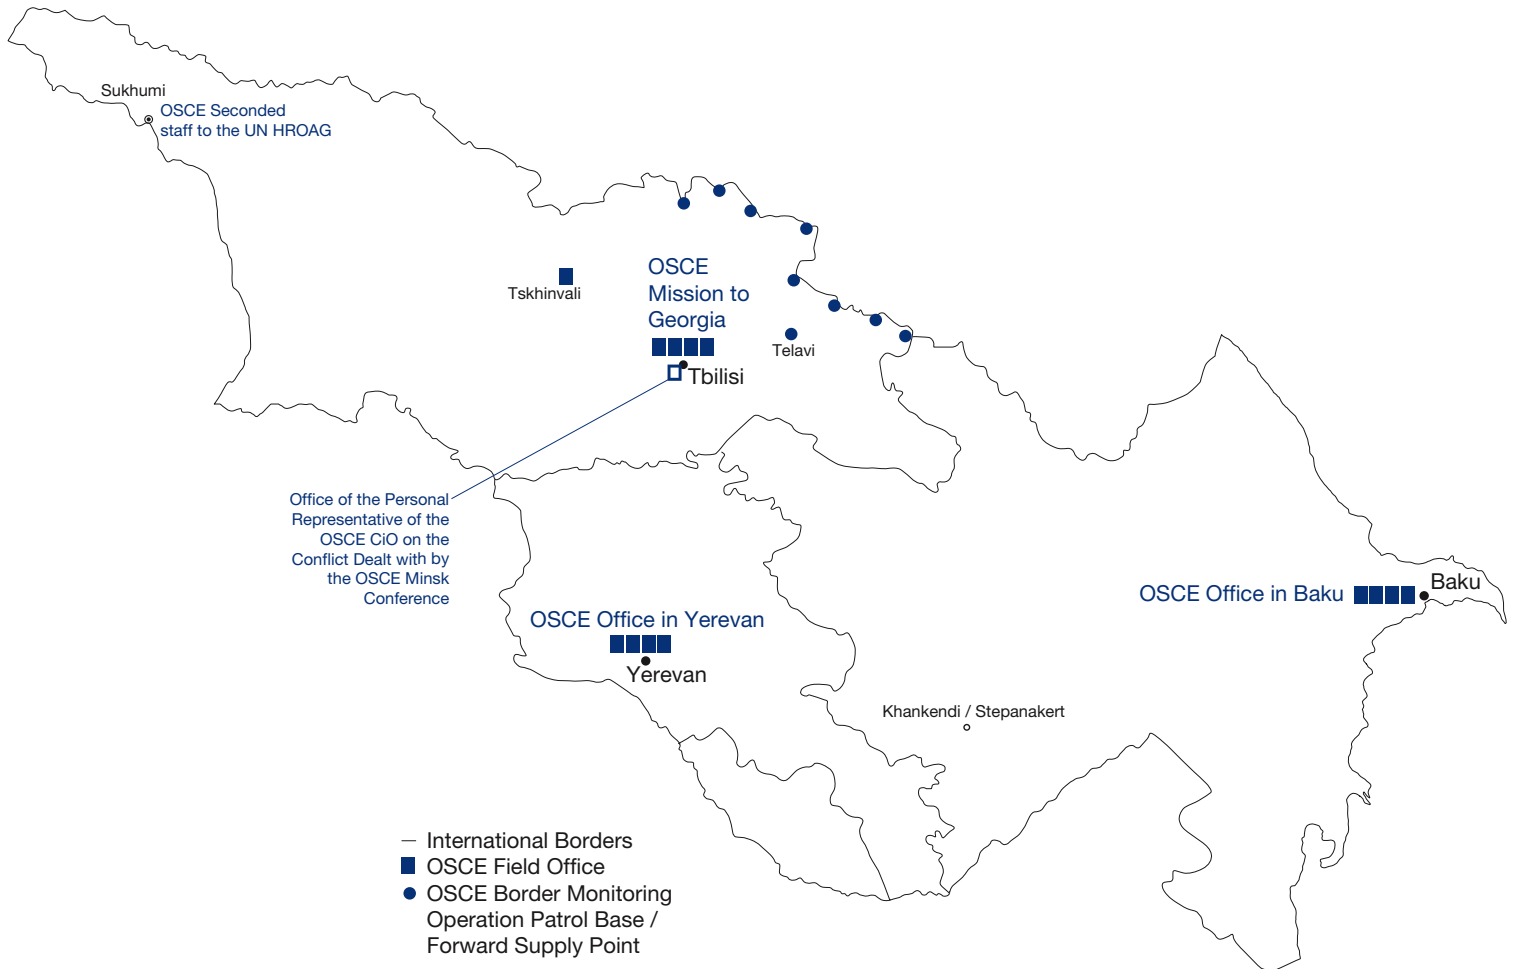 Sukhumi
OSCE Seconded
staff to the UN HROAG
Tskhinvali
OSCE
Mission to
Georgia
Telavi
Tbilisi
Office of the Personal
Representative of the
OSCE CiO on the
Conflict Dealt with by
the OSCE Minsk
Conference
OSCE Office in Yerevan
Yerevan
OSCE Office in Baku
Baku
Khankendi / Stepanakert
International Borders
OSCE Field Office
OSCE Border Monitoring
Operation Patrol Base /
Forward Supply Point